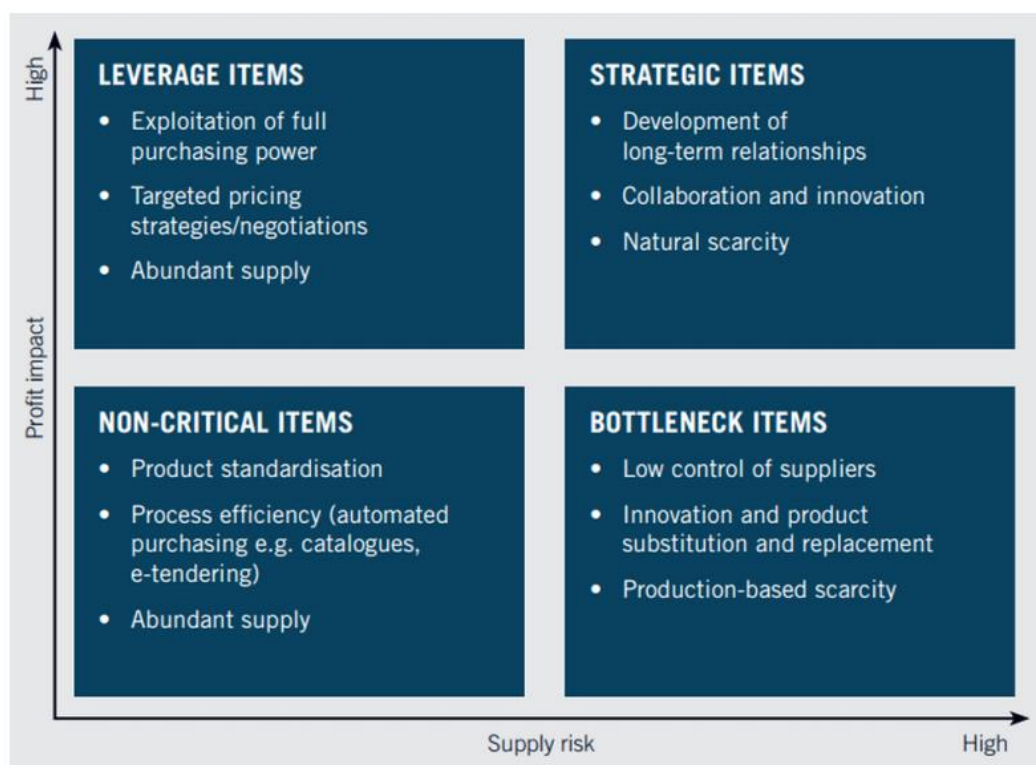 High
Profit impact
LEVERAGE ITEMS
• Exploitation of full
purchasing power
• Targeted pricing
strategies/negotiations
• Abundant supply
STRATEGIC ITEMS
• Development of
long-term relationships
• Collaboration and innovation
• Natural scarcity
NON-CRITICAL ITEMS
• Product standardisation
• Process efficiency (automated
purchasing e.g. catalogues,
e-tendering)
• Abundant supply
BOTTLENECK ITEMS
• Low control of suppliers
• Innovation and product
substitution and replacement
• Production-based scarcity
Supply risk
High